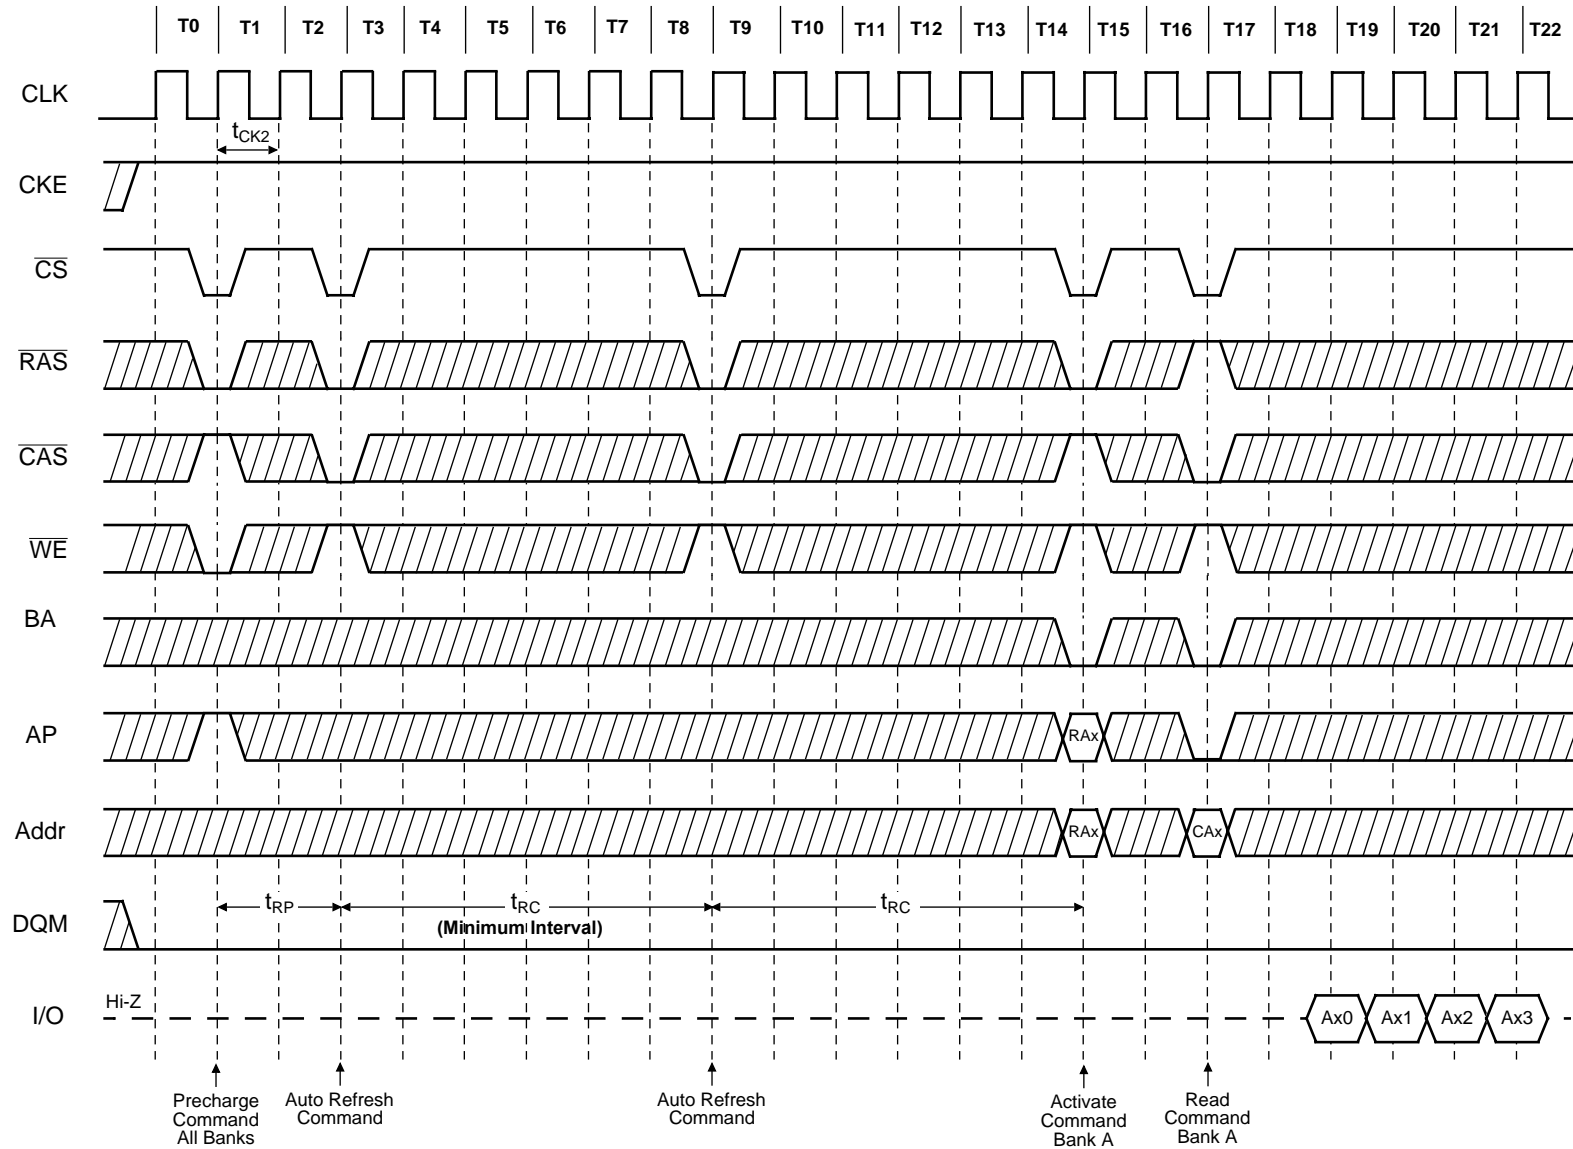 T0 T1 T2 T3 T4 T5 T6 T7 T8 T9 T10 T11 T12 T13 T14 T15 T16 T17 T18 T19 T20 T21 T22
CLK
tCK2
CKE
CS
RAS
CAS
WE
BA
AP
RAx
Addr
RAx CAx
tRP tRC tRC
DQM
(Minimum Interval)
Hi-Z
I/O
Ax0 Ax1 Ax2 Ax3
Precharge
Command
All Banks
Auto Refresh
Command
Auto Refresh
Command
Activate
Command
Bank A
Read
Command
Bank A